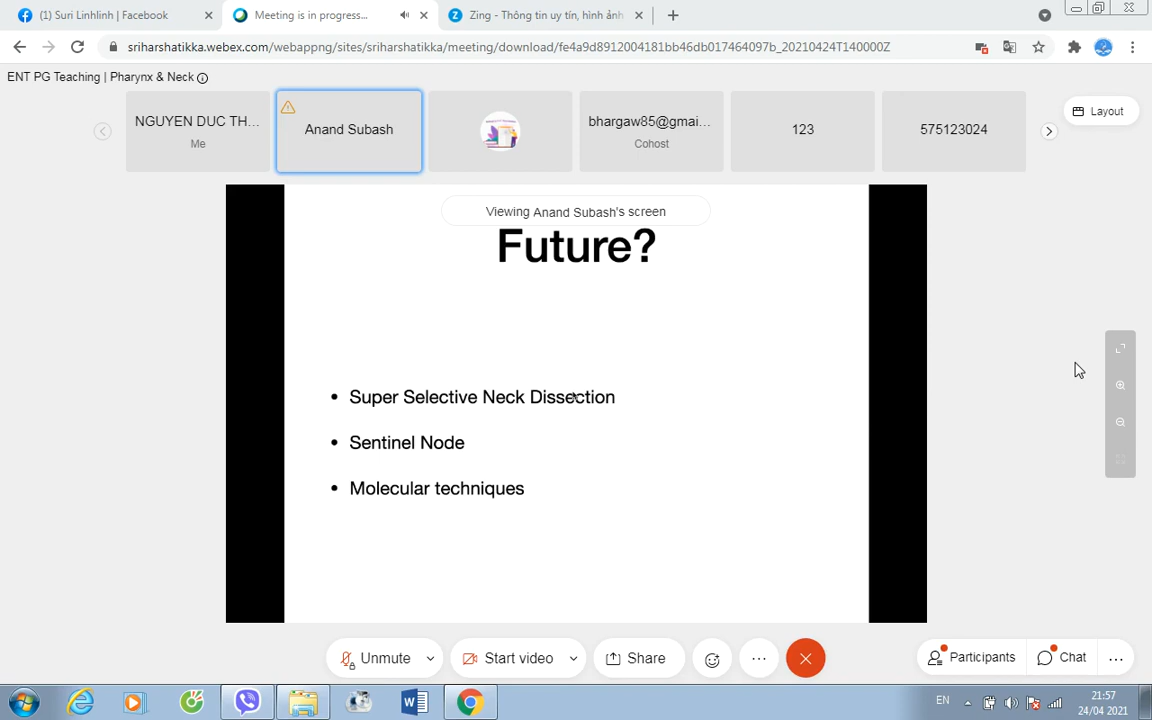 (1) Suri Linhlinh | Facebook
Meeting is in progress...
Zing - Thông tin uy tín, hình ảnh
sriharshatikka.webex.com/webappng/sites/sriharshatikka/meeting/download/fe4a9d8912004181bb46db017464097b_20210424T140000Z
ENT PG Teaching | Pharynx & Neck
NGUYEN DUC TH...
Me
Anand Subash
bhargaw85@gmai...
Cohost
123
575123024
Layout
Viewing Anand Subash's screen
Future?
• Super Selective Neck Dissection
• Sentinel Node
• Molecular techniques
Unmute
Start video
Share
Participants
Chat
EN
21:57
24/04/2021